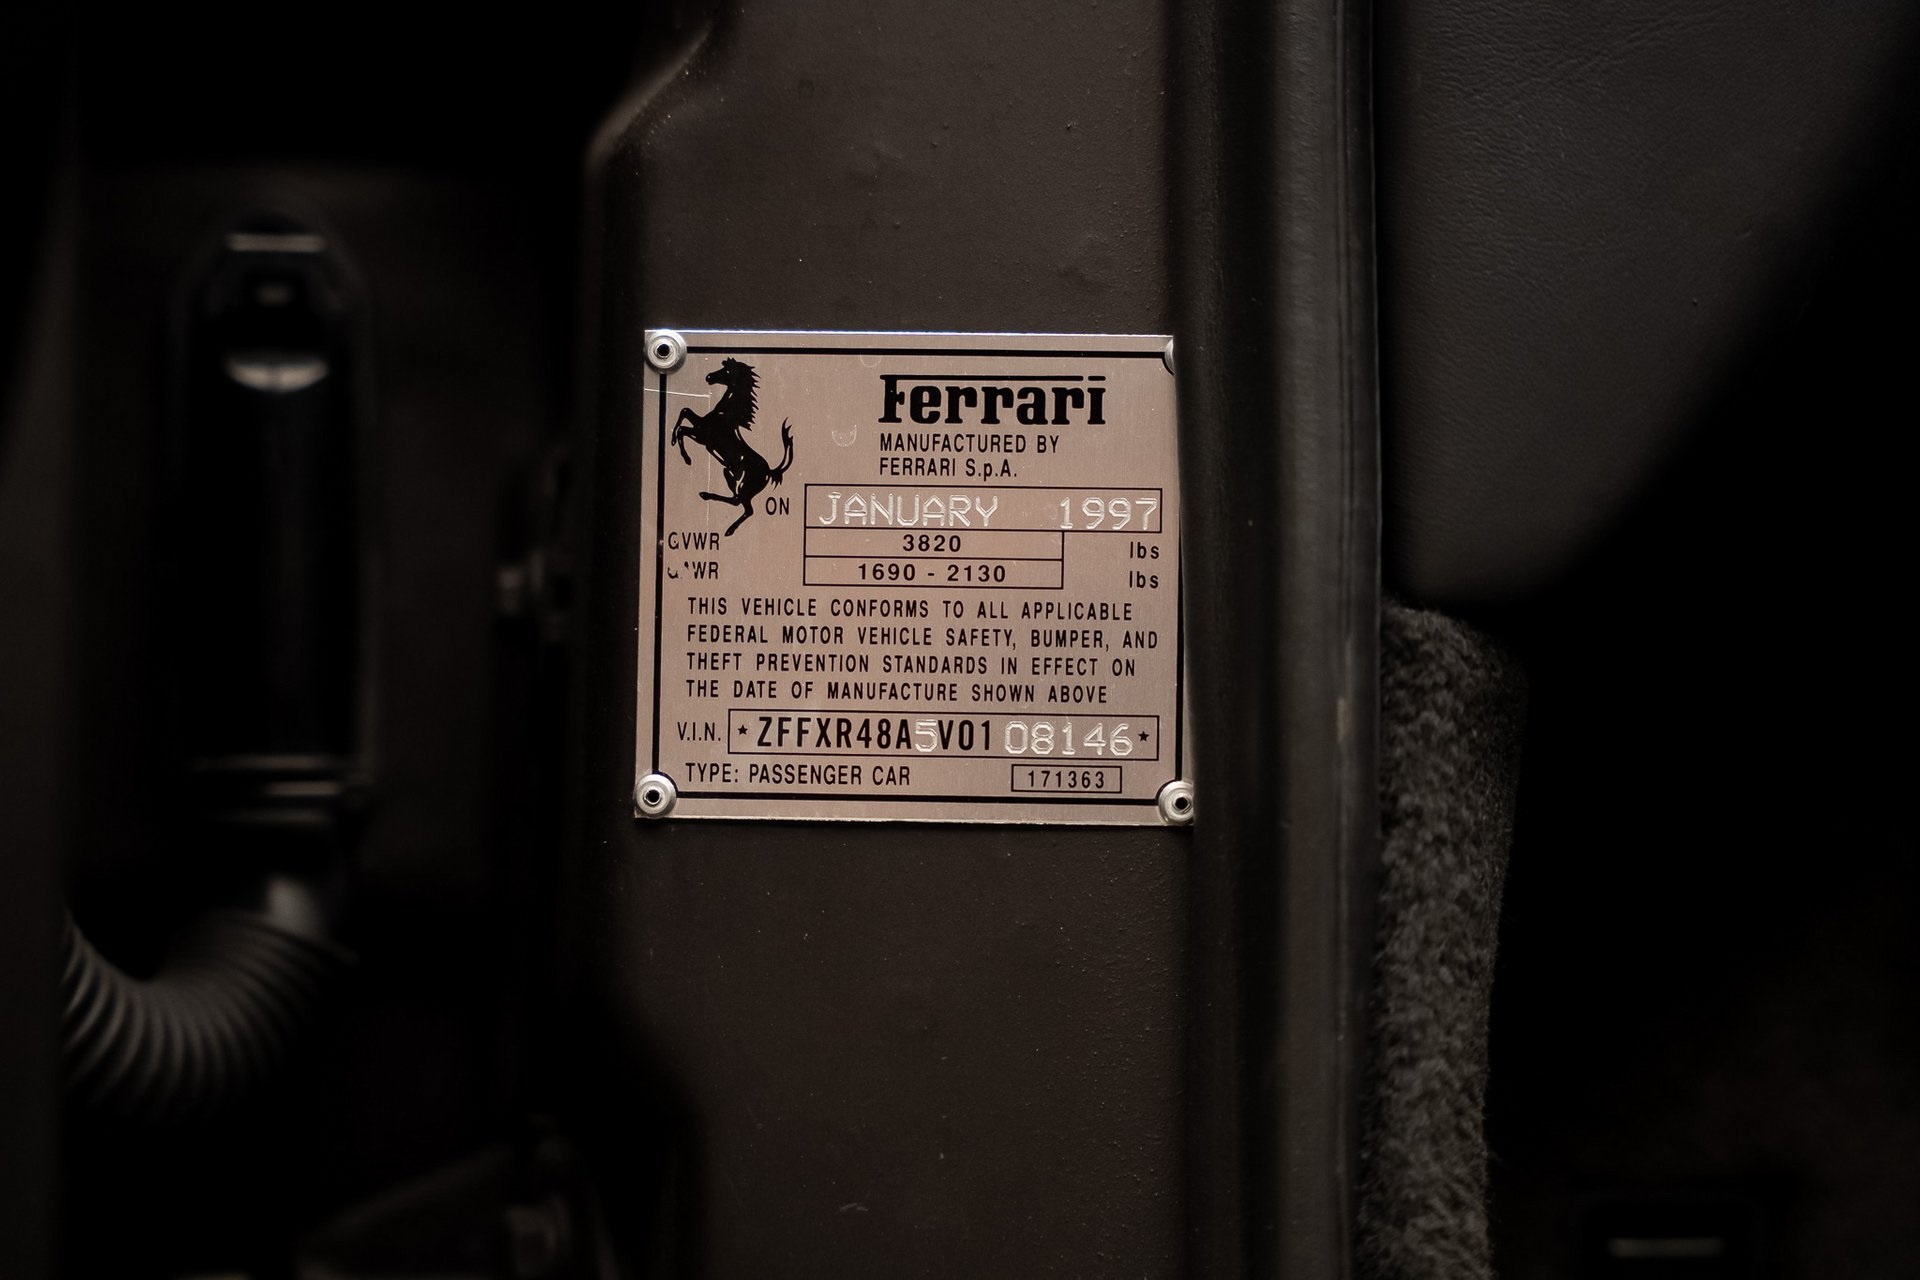 Ferrari
MANUFACTURED BY
FERRARI S.p.A.
ON JANUARY 1997
GVWR 3820 lbs
1690 - 2130 lbs
THIS VEHICLE CONFORMS TO ALL APPLICABLE
FEDERAL MOTOR VEHICLE SAFETY, BUMPER, AND
THEFT PREVENTION STANDARDS IN EFFECT ON
THE DATE OF MANUFACTURE SHOWN ABOVE
V.I.N. * ZFFXR48A5V01 08146 *
TYPE: PASSENGER CAR 171363